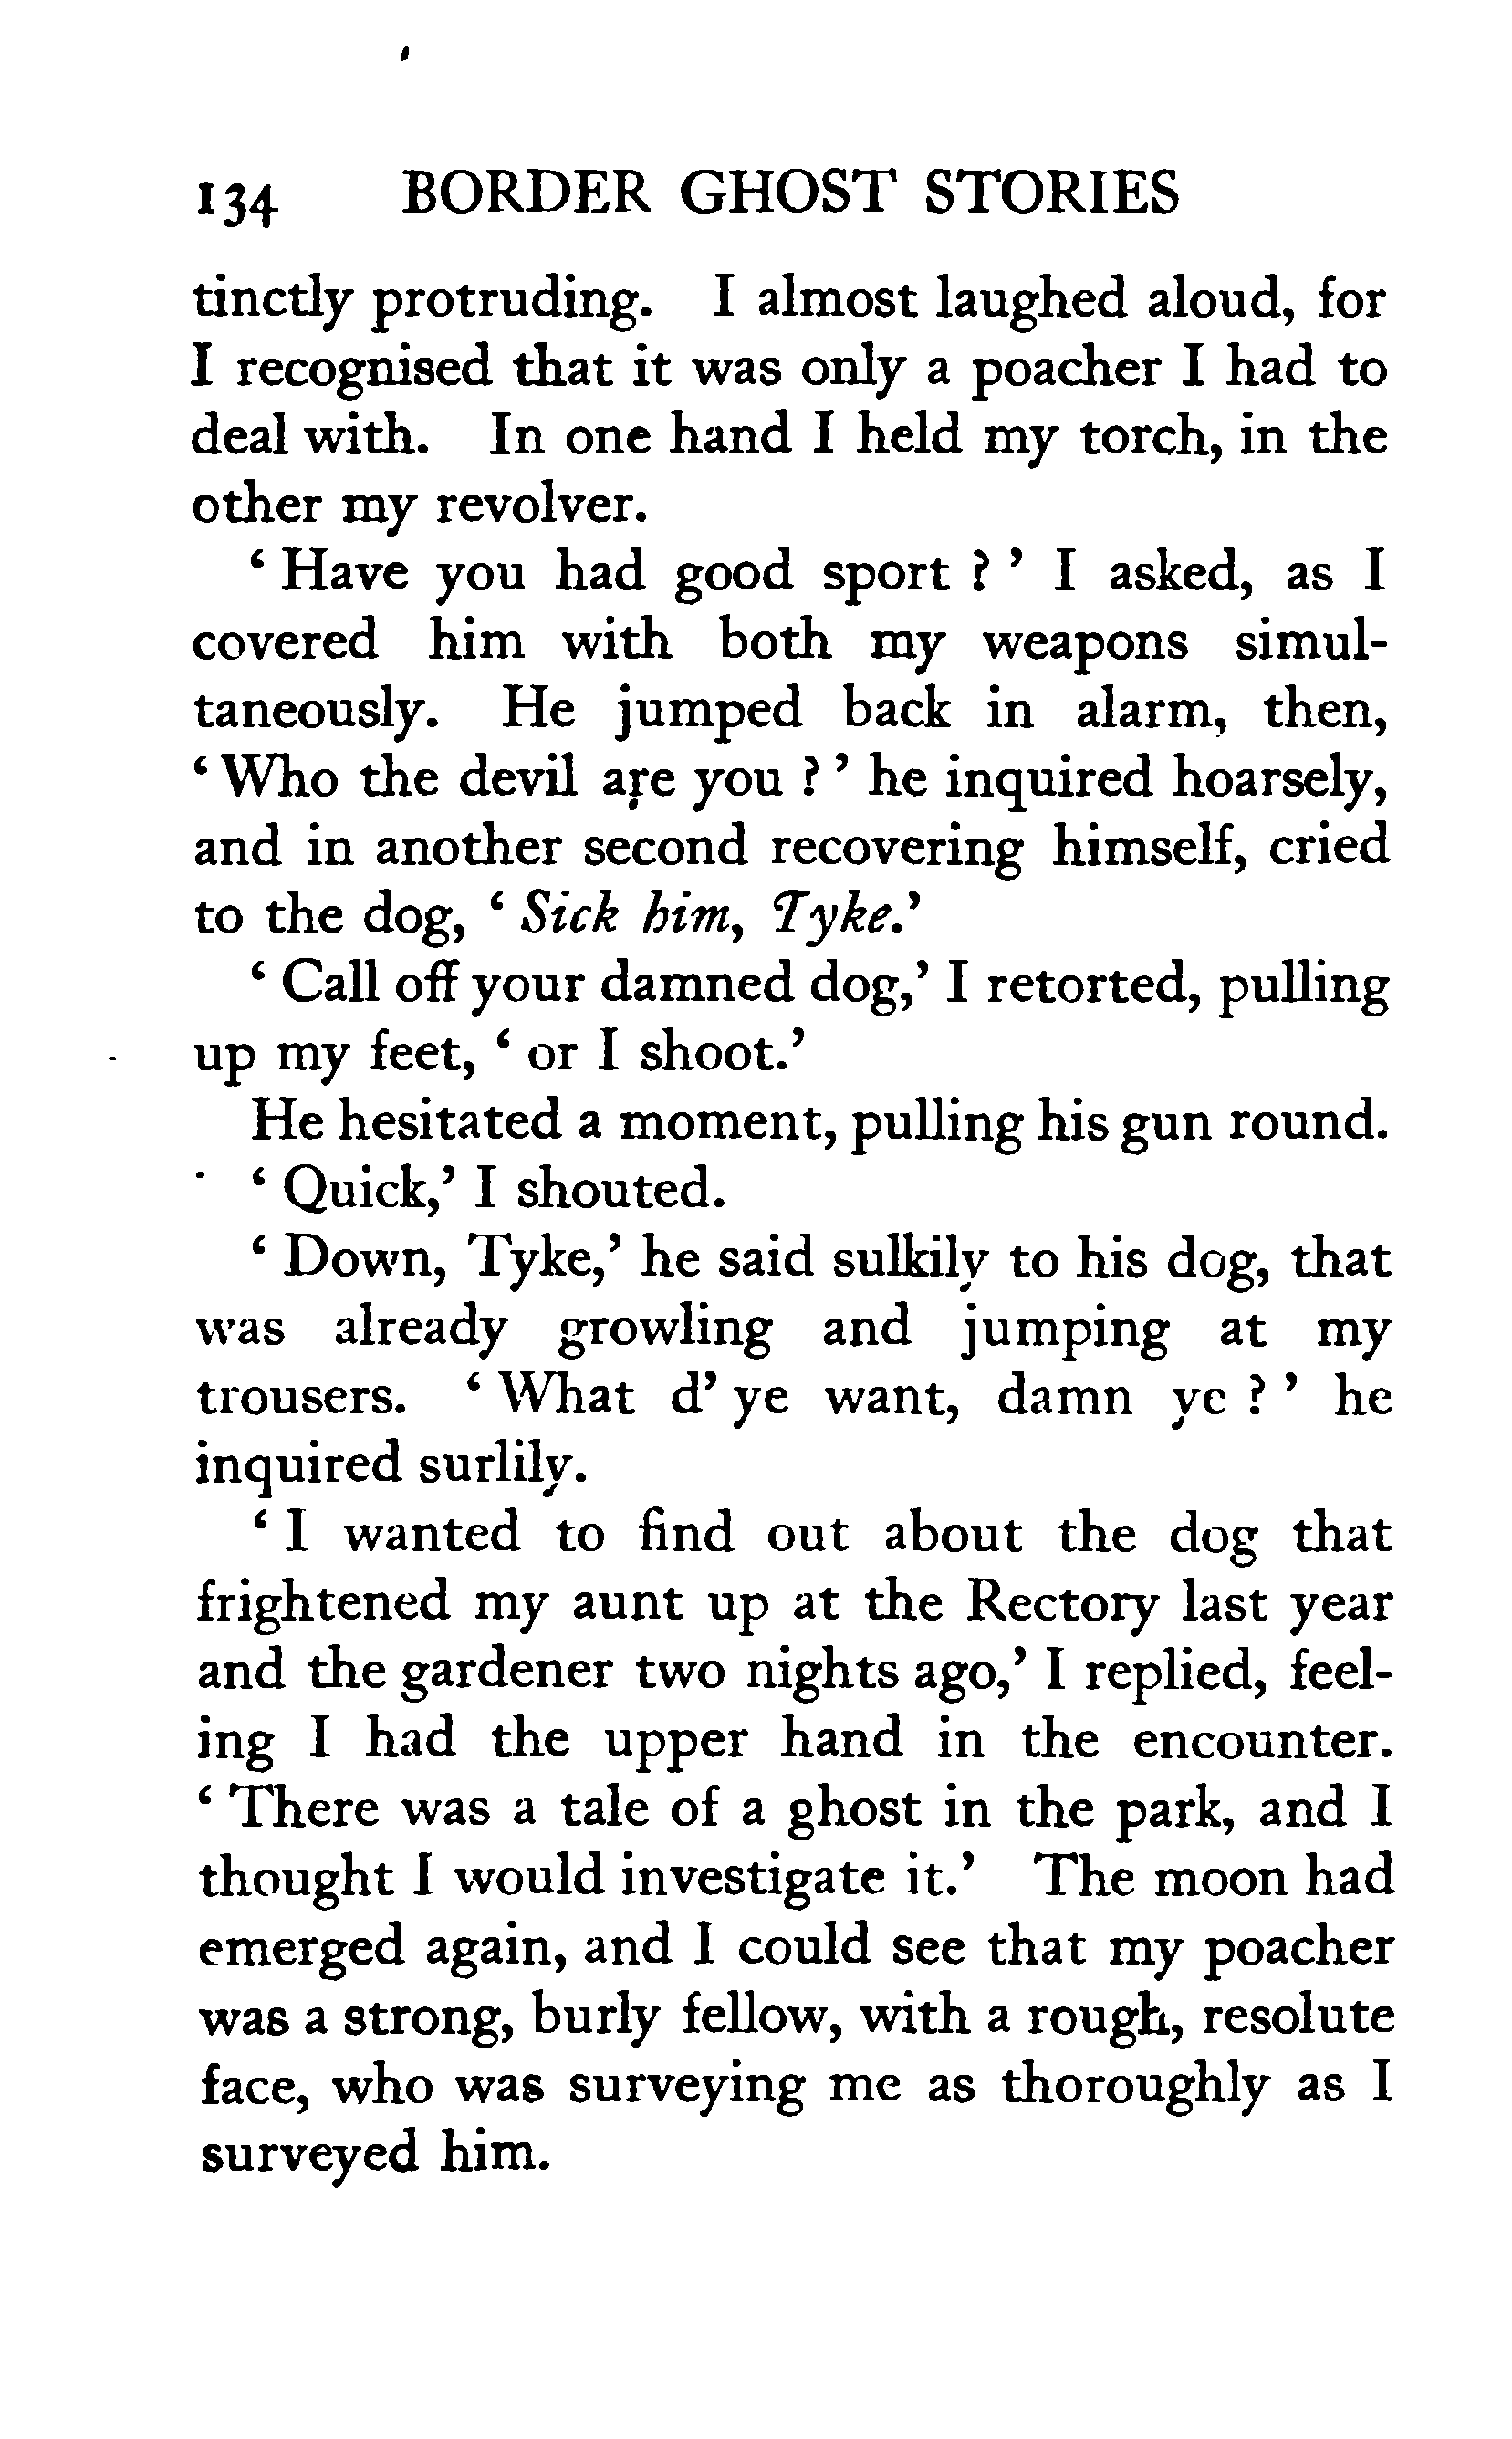 134 BORDER GHOST STORIES
tinctly protruding. I almost laughed aloud, for
I recognised that it was only a poacher I had to
deal with. In one hand I held my torch, in the
other my revolver.
‘ Have you had good sport ? ’ I asked, as I
covered him with both my weapons simul-
taneously. He jumped back in alarm, then,
‘ Who the devil are you ? ’ he inquired hoarsely,
and in another second recovering himself, cried
to the dog, ‘ Sick him, Tyke.’
‘ Call off your damned dog,’ I retorted, pulling
up my feet, ‘ or I shoot.’
He hesitated a moment, pulling his gun round.
‘ Quick,’ I shouted.
‘ Down, Tyke,’ he said sulkily to his dog, that
was already growling and jumping at my
trousers. ‘ What d’ ye want, damn ye ? ’ he
inquired surlily.
‘ I wanted to find out about the dog that
frightened my aunt up at the Rectory last year
and the gardener two nights ago,’ I replied, feel-
ing I had the upper hand in the encounter.
‘ There was a tale of a ghost in the park, and I
thought I would investigate it.’ The moon had
emerged again, and I could see that my poacher
was a strong, burly fellow, with a rough, resolute
face, who was surveying me as thoroughly as I
surveyed him.